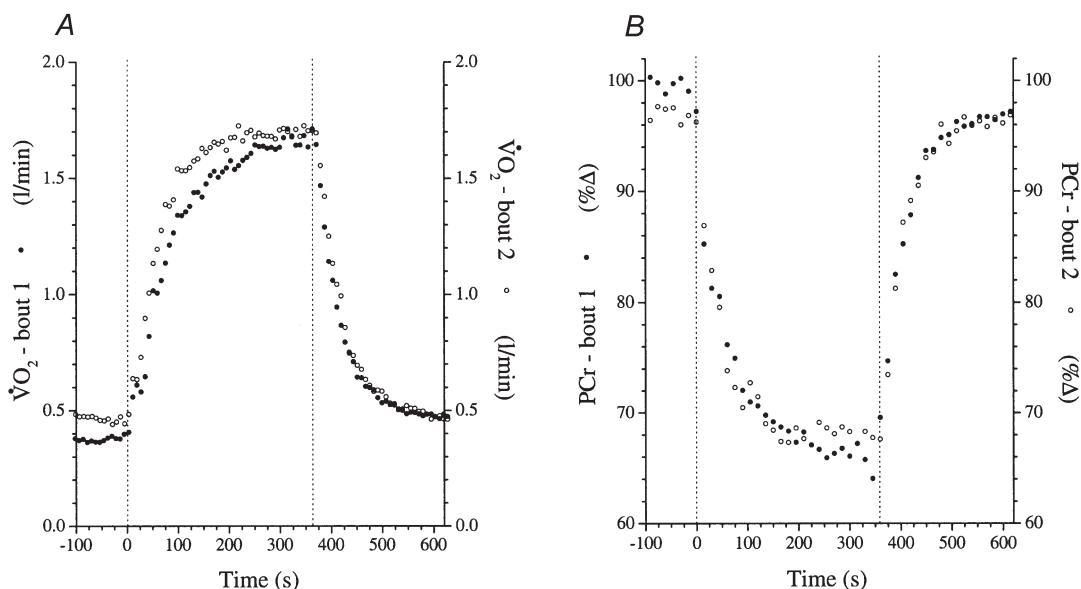 A
B
2.0
1.5
1.0
0.5
0.0
-100 0 100 200 300 400 500 600
Time (s)
V̇O₂ - bout 1 • (l/min)
2.0
1.5
1.0
0.5
0.0
V̇O₂ - bout 2 ○ (l/min)
100
90
80
70
60
-100 0 100 200 300 400 500 600
Time (s)
PCr - bout 1 • (%Δ)
100
90
80
70
60
PCr - bout 2 ○ (%Δ)